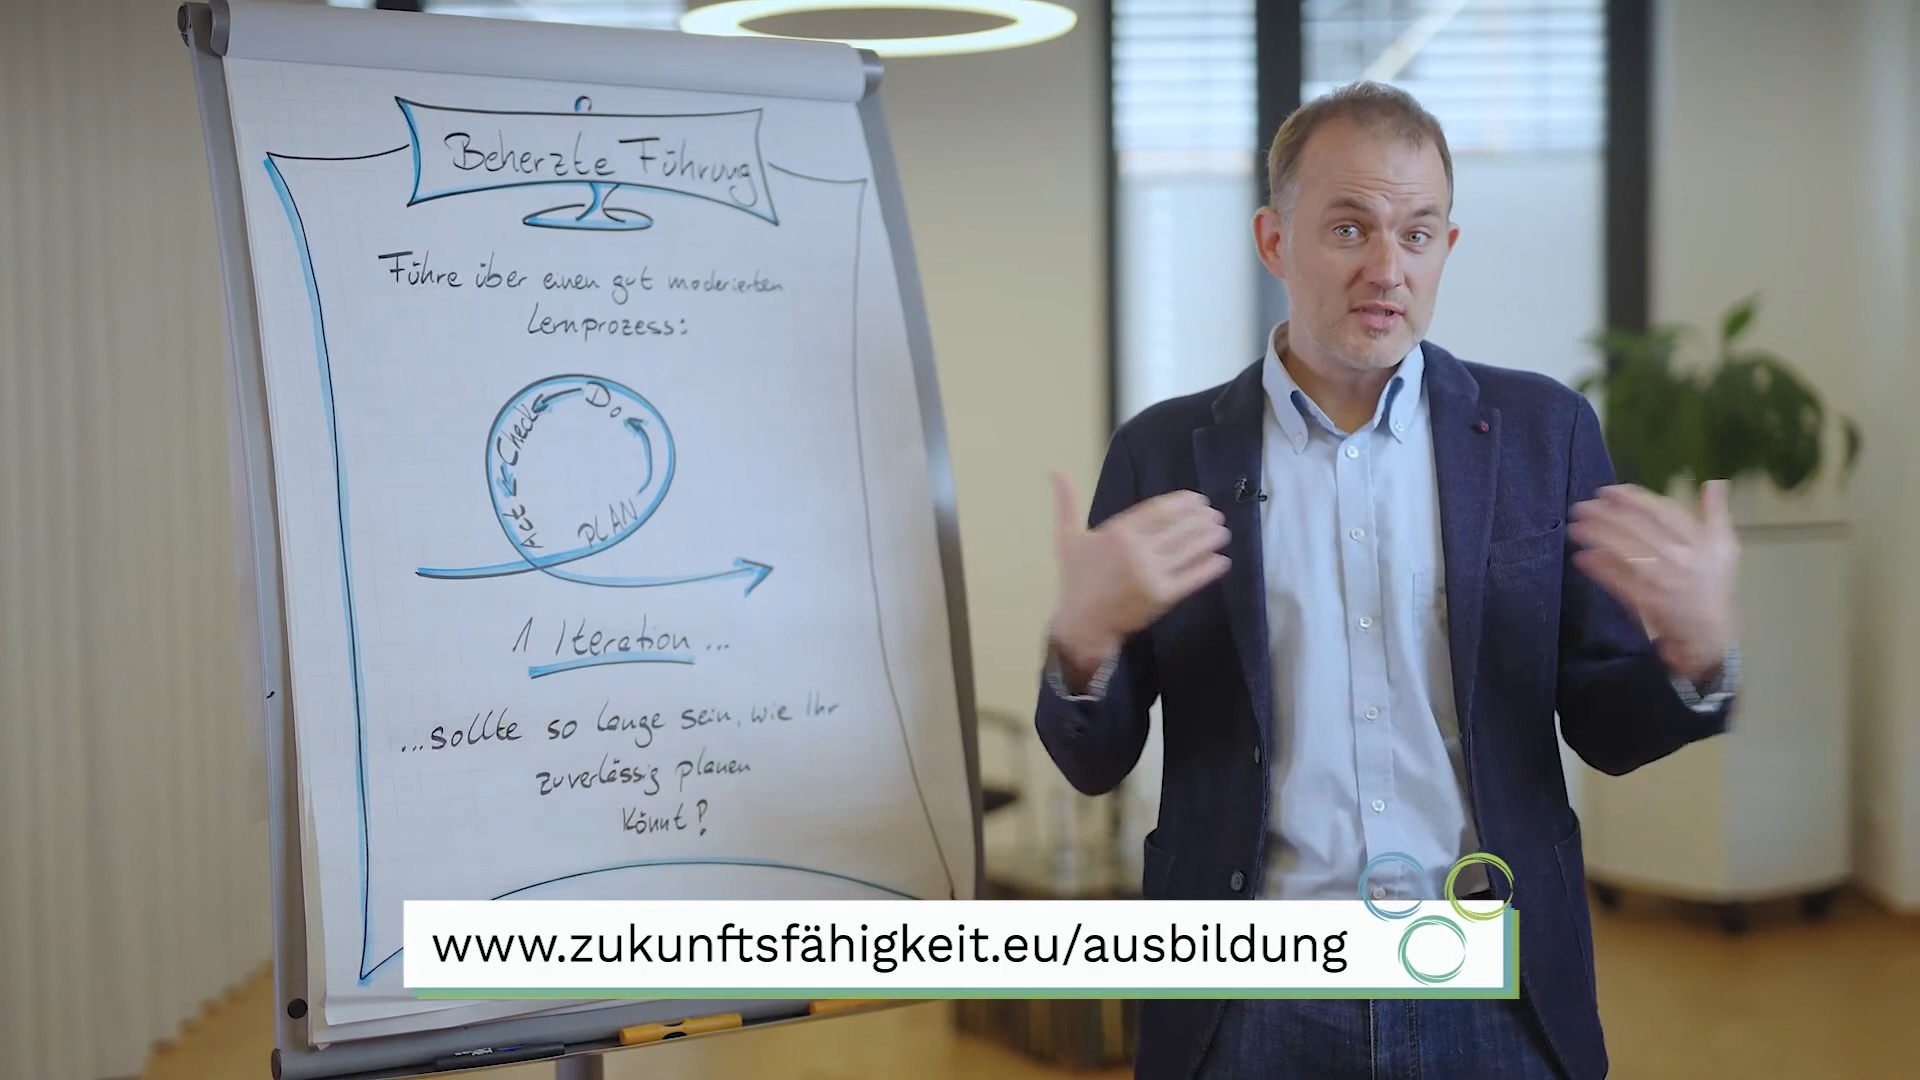 Beherzte Führung
Führe über einen gut moderierten
Lernprozess:
Do
Check
Act
PLAN
1 Iteration...
...sollte so lange sein, wie Ihr
zuverlässig planen
könnt!
www.zukunftsfähigkeit.eu/ausbildung